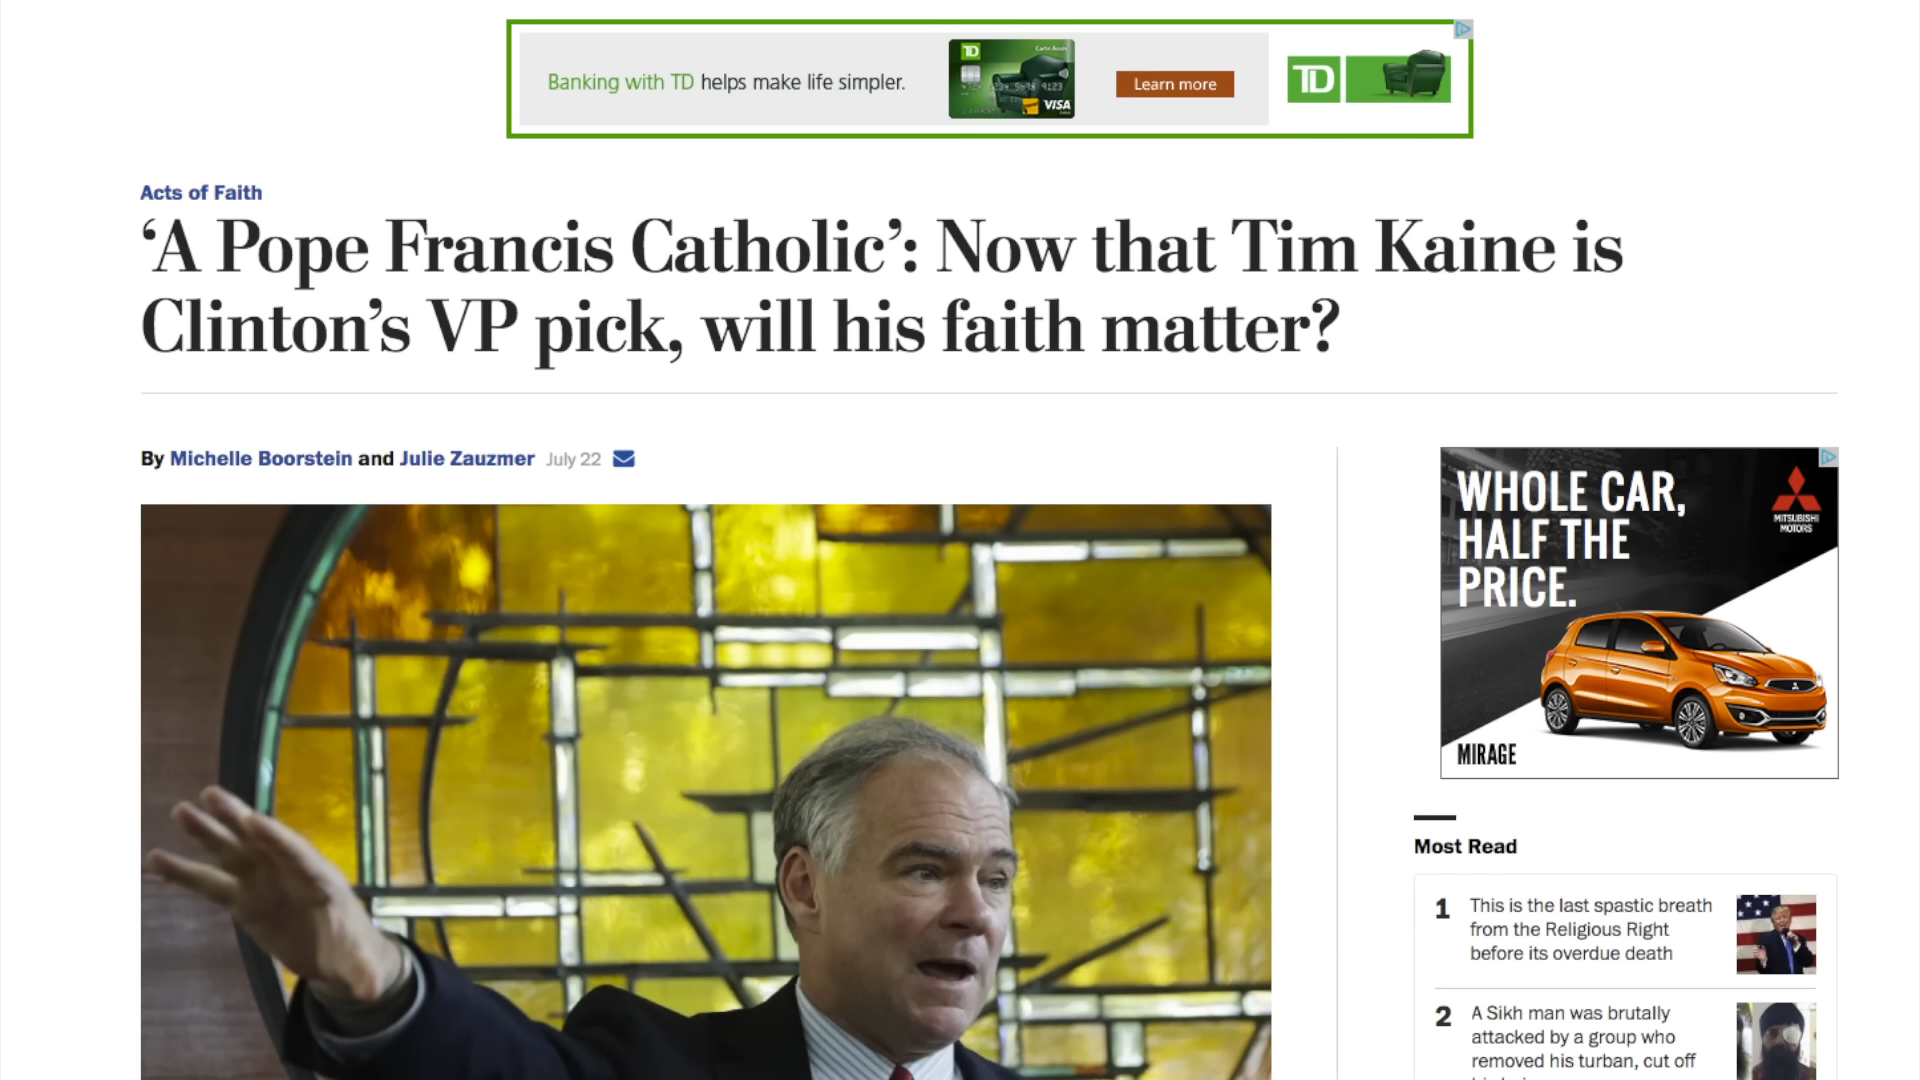 Banking with TD helps make life simpler.
TD
Carte Accès
VISA
Learn more
TD
Acts of Faith
‘A Pope Francis Catholic’: Now that Tim Kaine is
Clinton’s VP pick, will his faith matter?
By Michelle Boorstein and Julie Zauzmer July 22
WHOLE CAR,
HALF THE
PRICE.
MITSUBISHI
MOTORS
MIRAGE
Most Read
1 This is the last spastic breath
from the Religious Right
before its overdue death
2 A Sikh man was brutally
attacked by a group who
removed his turban, cut off